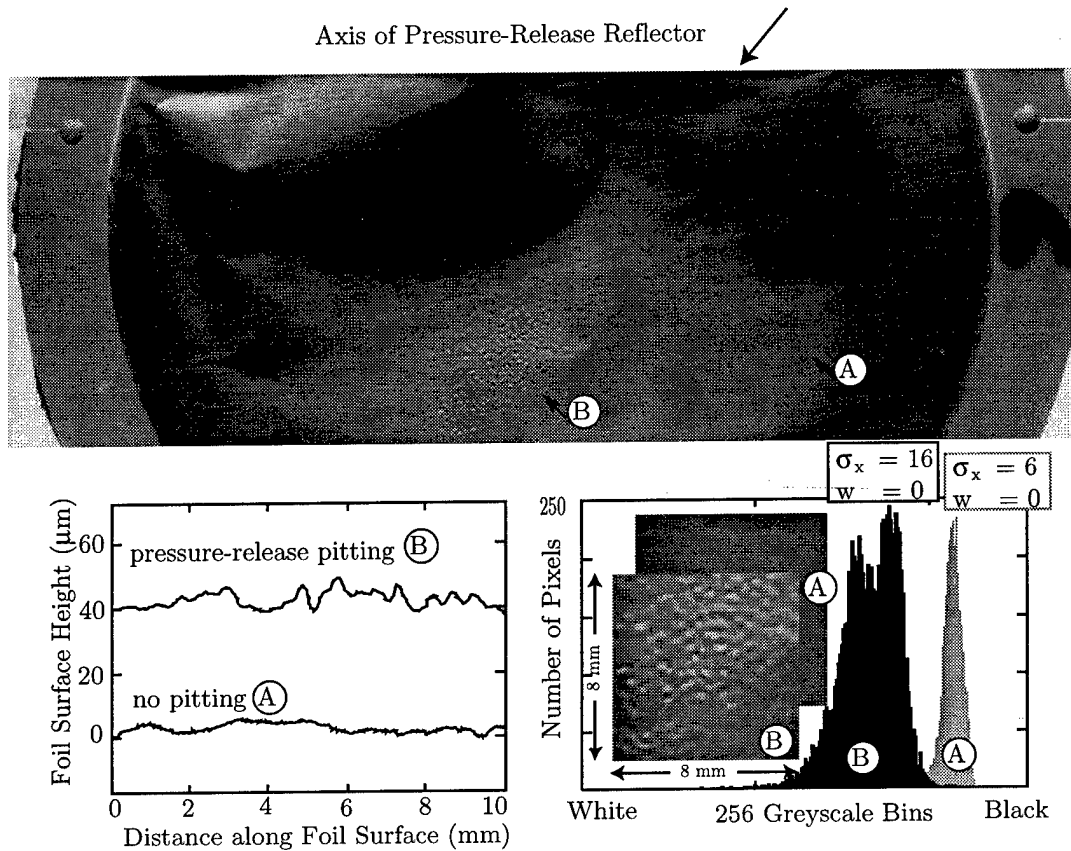 Axis of Pressure-Release Reflector
A
B
σx = 16
w = 0
σx = 6
w = 0
Foil Surface Height (μm)
60
40
20
0
pressure-release pitting B
no pitting A
0 2 4 6 8 10
Distance along Foil Surface (mm)
Number of Pixels
250
8 mm
A
B
8 mm
B
A
White 256 Greyscale Bins Black